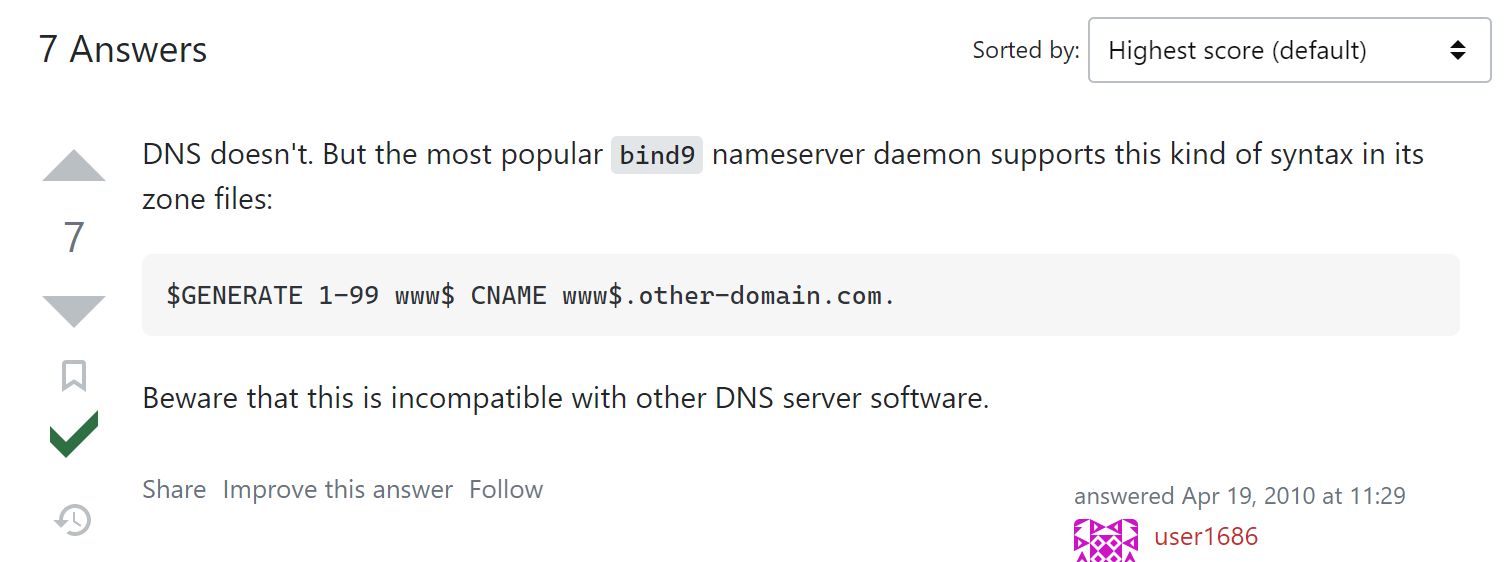 7 Answers
Sorted by: Highest score (default)
DNS doesn't. But the most popular bind9 nameserver daemon supports this kind of syntax in its
zone files:
7
$GENERATE 1-99 www$ CNAME www$.other-domain.com.
Beware that this is incompatible with other DNS server software.
Share Improve this answer Follow
answered Apr 19, 2010 at 11:29
user1686